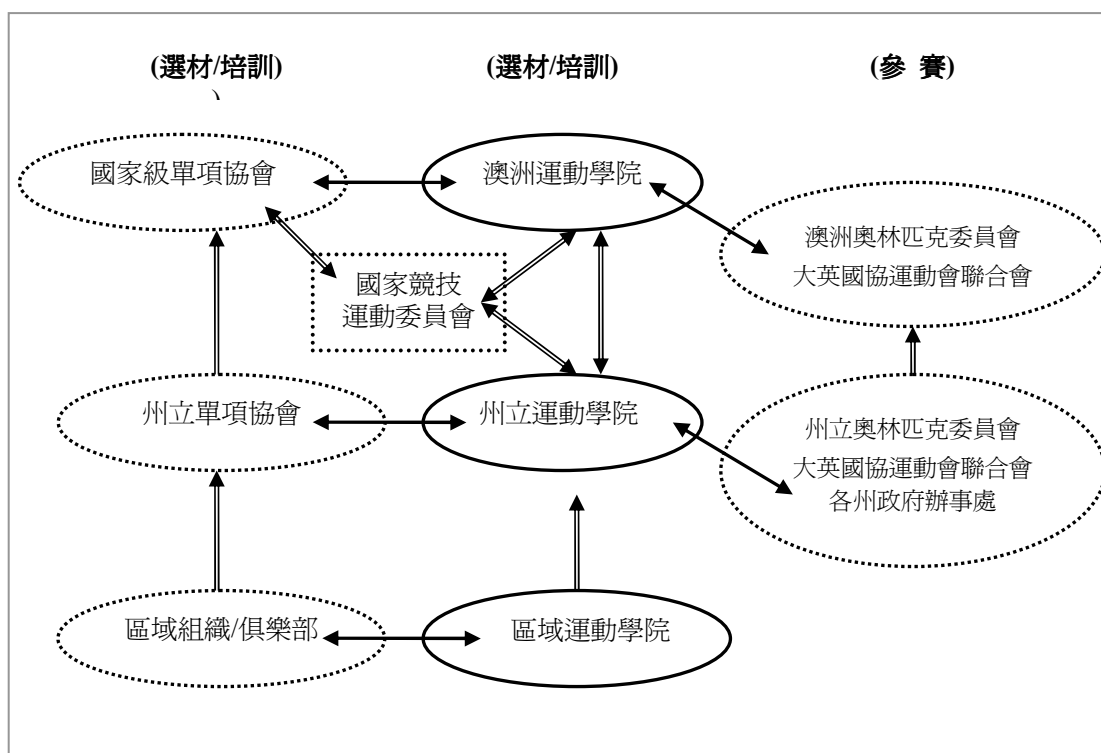 (選材/培訓)
(選材/培訓)
(參 賽)
、
國家級單項協會
澳洲運動學院
澳洲奧林匹克委員會
大英國協運動會聯合會
國家競技
運動委員會
州立單項協會
州立運動學院
州立奧林匹克委員會
大英國協運動會聯合會
各州政府辦事處
區域組織/俱樂部
區域運動學院